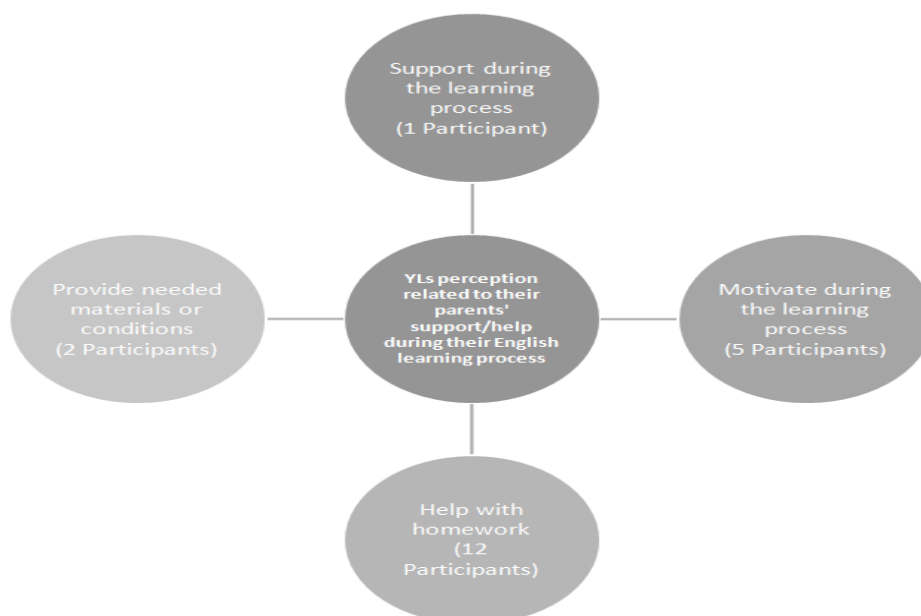 Support during
the learning
process
(1 Participant)
Provide needed
materials or
conditions
(2 Participants)
YLs perception
related to their
parents'
support/help
during their English
learning process
Motivate during
the learning
process
(5 Participants)
Help with
homework
(12
Participants)